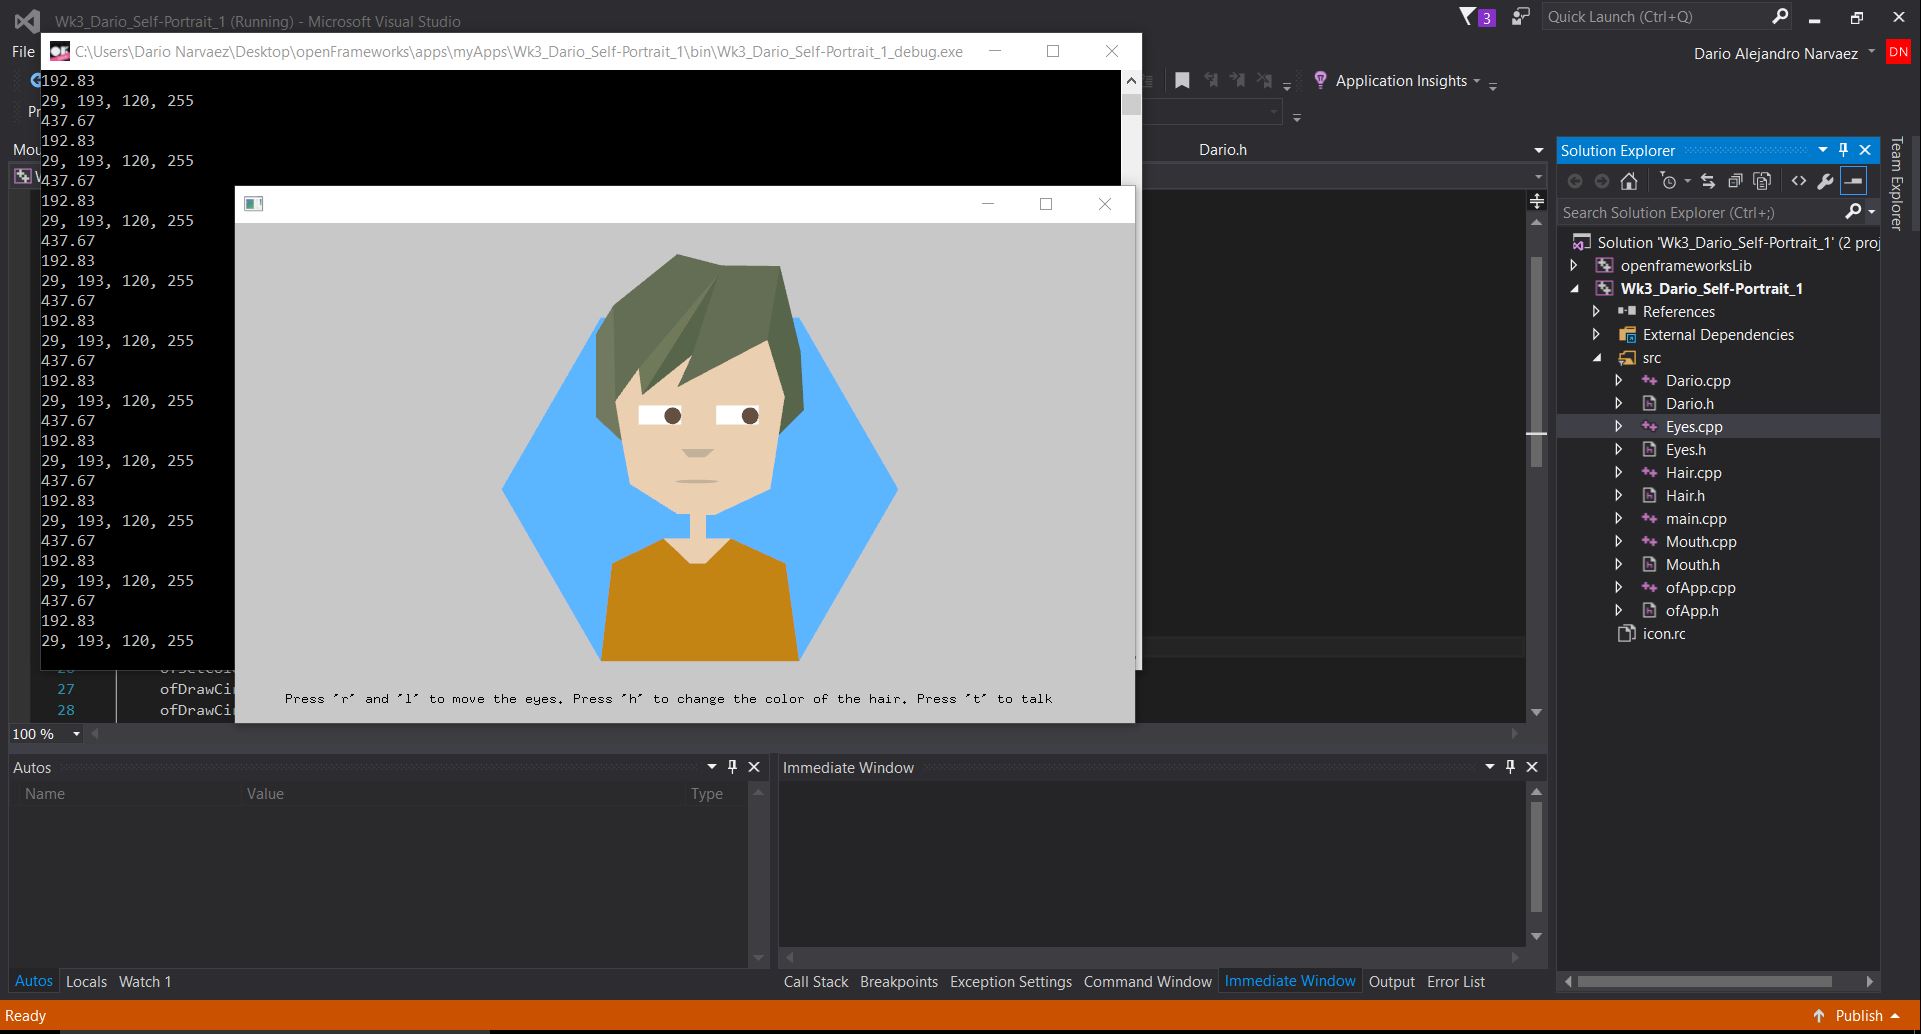 Wk3_Dario_Self-Portrait_1 (Running) - Microsoft Visual Studio
3
Quick Launch (Ctrl+Q)
File
C:\Users\Dario Narvaez\Desktop\openFrameworks\apps\myApps\Wk3_Dario_Self-Portrait_1\bin\Wk3_Dario_Self-Portrait_1_debug.exe
Dario Alejandro Narvaez
DN
Application Insights
192.83
29, 193, 120, 255
437.67
192.83
29, 193, 120, 255
437.67
192.83
29, 193, 120, 255
437.67
192.83
29, 193, 120, 255
437.67
192.83
29, 193, 120, 255
437.67
192.83
29, 193, 120, 255
437.67
192.83
29, 193, 120, 255
437.67
192.83
29, 193, 120, 255
437.67
192.83
29, 193, 120, 255
437.67
192.83
29, 193, 120, 255
Press 'r' and 'l' to move the eyes. Press 'h' to change the color of the hair. Press 't' to talk
27 ofDrawCir
28 ofDrawCir
100 %
Dario.h
Solution Explorer
Search Solution Explorer (Ctrl+;)
Solution 'Wk3_Dario_Self-Portrait_1' (2 proj
openframeworksLib
Wk3_Dario_Self-Portrait_1
References
External Dependencies
src
Dario.cpp
Dario.h
Eyes.cpp
Eyes.h
Hair.cpp
Hair.h
main.cpp
Mouth.cpp
Mouth.h
ofApp.cpp
ofApp.h
icon.rc
Team Explorer
Autos
Name Value Type
Immediate Window
Autos Locals Watch 1
Call Stack Breakpoints Exception Settings Command Window Immediate Window Output Error List
Ready
Publish